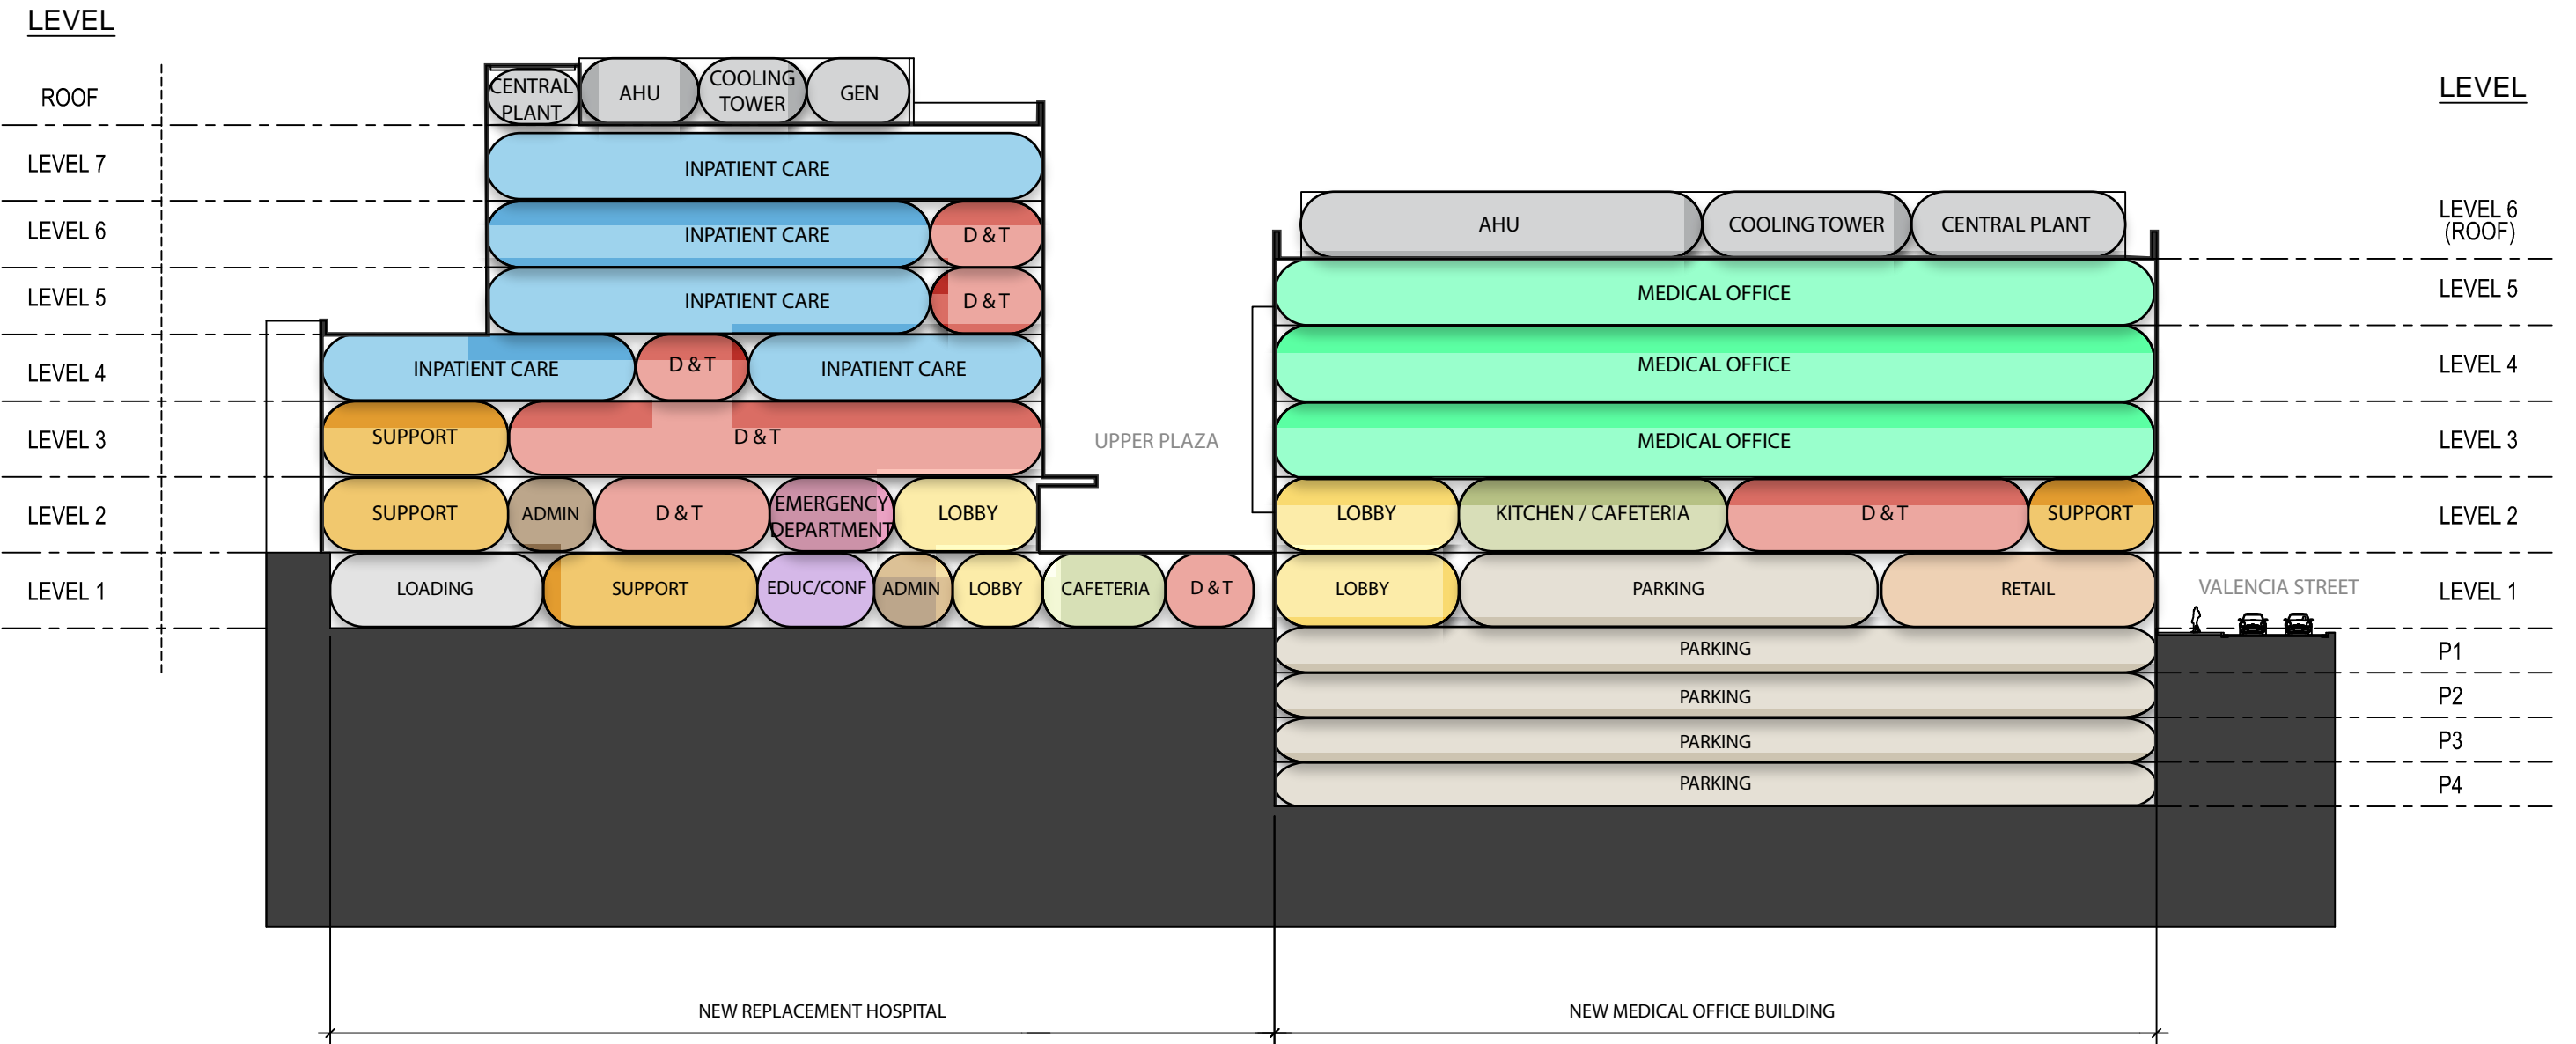 LEVEL
ROOF
CENTRAL
PLANT
AHU
COOLING
TOWER
GEN
LEVEL
LEVEL 7
INPATIENT CARE
LEVEL 6
INPATIENT CARE
D & T
AHU
COOLING TOWER
CENTRAL PLANT
LEVEL 6
(ROOF)
LEVEL 5
INPATIENT CARE
D & T
MEDICAL OFFICE
LEVEL 5
LEVEL 4
INPATIENT CARE
D & T
INPATIENT CARE
MEDICAL OFFICE
LEVEL 4
LEVEL 3
SUPPORT
D & T
UPPER PLAZA
MEDICAL OFFICE
LEVEL 3
LEVEL 2
SUPPORT
ADMIN
D & T
EMERGENCY
DEPARTMENT
LOBBY
LOBBY
KITCHEN / CAFETERIA
D & T
SUPPORT
LEVEL 2
LEVEL 1
LOADING
SUPPORT
EDUC/CONF
ADMIN
LOBBY
CAFETERIA
D & T
LOBBY
PARKING
RETAIL
VALENCIA STREET
LEVEL 1
PARKING
P1
PARKING
P2
PARKING
P3
PARKING
P4
NEW REPLACEMENT HOSPITAL
NEW MEDICAL OFFICE BUILDING